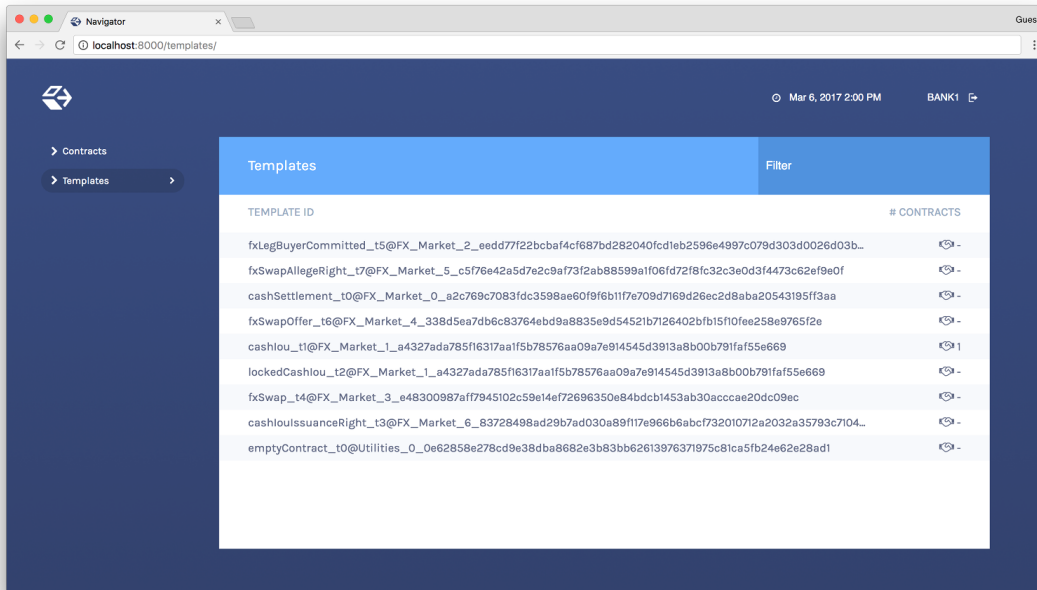 Navigator
Gues
localhost:8000/templates/
Mar 6, 2017 2:00 PM BANK1
Contracts
Templates
Templates
Filter
TEMPLATE ID # CONTRACTS
fxLegBuyerCommitted_t5@FX_Market_2_eedd77f22bcbaf4cf687bd282040fcd1eb2596e4997c079d303d0026d03b... -
fxSwapAllegeRight_t7@FX_Market_5_c5f76e42a5d7e2c9af73f2ab88599a1f06fd72f8fc32c3e0d3f4473c62ef9e0f -
cashSettlement_t0@FX_Market_0_a2c769c7083fdc3598ae60f9f6b11f7e709d7169d26ec2d8aba20543195ff3aa -
fxSwapOffer_t6@FX_Market_4_338d5ea7db6c83764ebd9a8835e9d54521b7126402bfb15f10fee258e9765f2e -
cashIou_t1@FX_Market_1_a4327ada785f16317aa1f5b78576aa09a7e914545d3913a8b00b791faf55e669 1
lockedCashIou_t2@FX_Market_1_a4327ada785f16317aa1f5b78576aa09a7e914545d3913a8b00b791faf55e669 -
fxSwap_t4@FX_Market_3_e48300987aff7945102c59e14ef72696350e84bdcb1453ab30acccae20dc09ec -
cashIouIssuanceRight_t3@FX_Market_6_83728498ad29b7ad030a89f117e966b6abcf732010712a2032a35793c7104... -
emptyContract_t0@Utilities_0_0e62858e278cd9e38dba8682e3b83bb62613976371975c81ca5fb24e62e28ad1 -